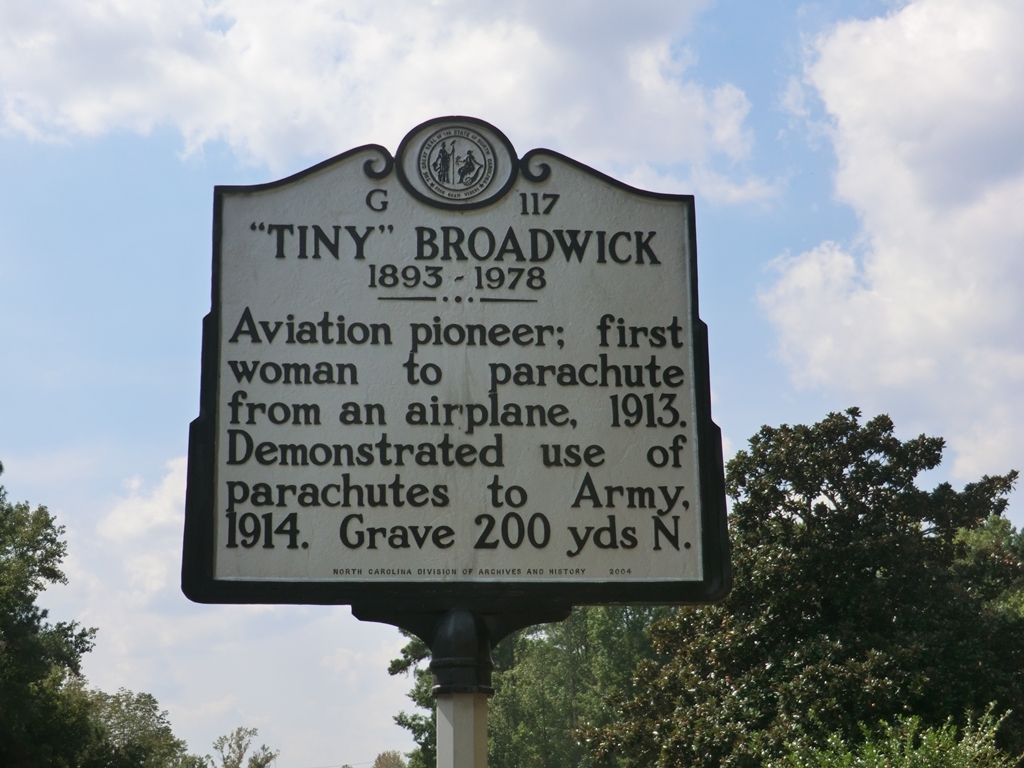 G 117
"TINY" BROADWICK
1893 - 1978
Aviation pioneer; first
woman to parachute
from an airplane, 1913.
Demonstrated use of
parachutes to Army,
1914. Grave 200 yds N.
NORTH CAROLINA DIVISION OF ARCHIVES AND HISTORY 2004